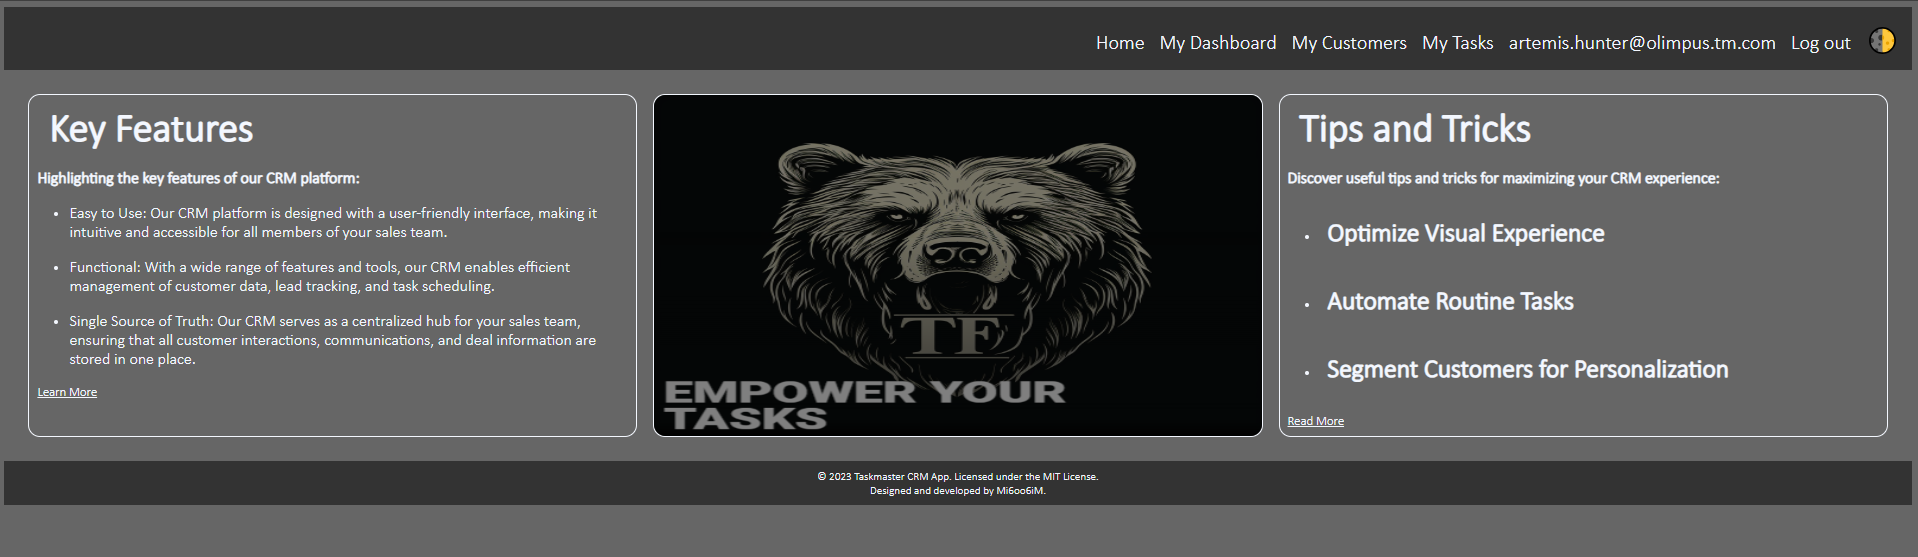 Home My Dashboard My Customers My Tasks artemis.hunter@olimpus.tm.com Log out
Key Features
Highlighting the key features of our CRM platform:
• Easy to Use: Our CRM platform is designed with a user-friendly interface, making it
intuitive and accessible for all members of your sales team.
• Functional: With a wide range of features and tools, our CRM enables efficient
management of customer data, lead tracking, and task scheduling.
• Single Source of Truth: Our CRM serves as a centralized hub for your sales team,
ensuring that all customer interactions, communications, and deal information are
stored in one place.
Learn More
TF
EMPOWER YOUR
TASKS
Tips and Tricks
Discover useful tips and tricks for maximizing your CRM experience:
• Optimize Visual Experience
• Automate Routine Tasks
• Segment Customers for Personalization
Read More
© 2023 Taskmaster CRM App. Licensed under the MIT License.
Designed and developed by Mi6oo6iM.